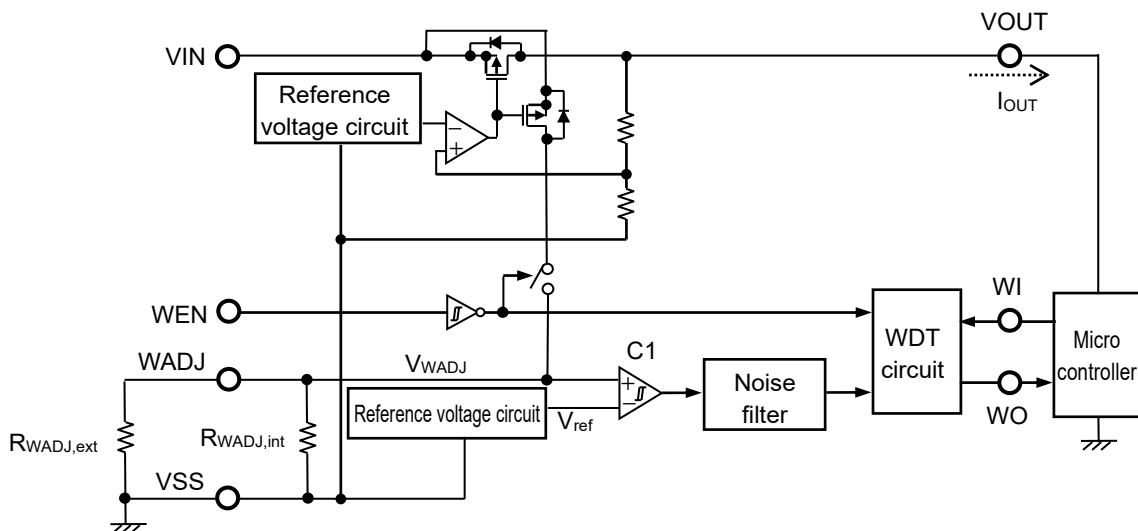 VIN
VOUT
IOUT
Reference
voltage circuit
−
+
WEN
WADJ
VWADJ
C1
+
−
Reference voltage circuit
Vref
Noise
filter
WDT
circuit
WI
WO
Micro
controller
RWADJ,ext
RWADJ,int
VSS